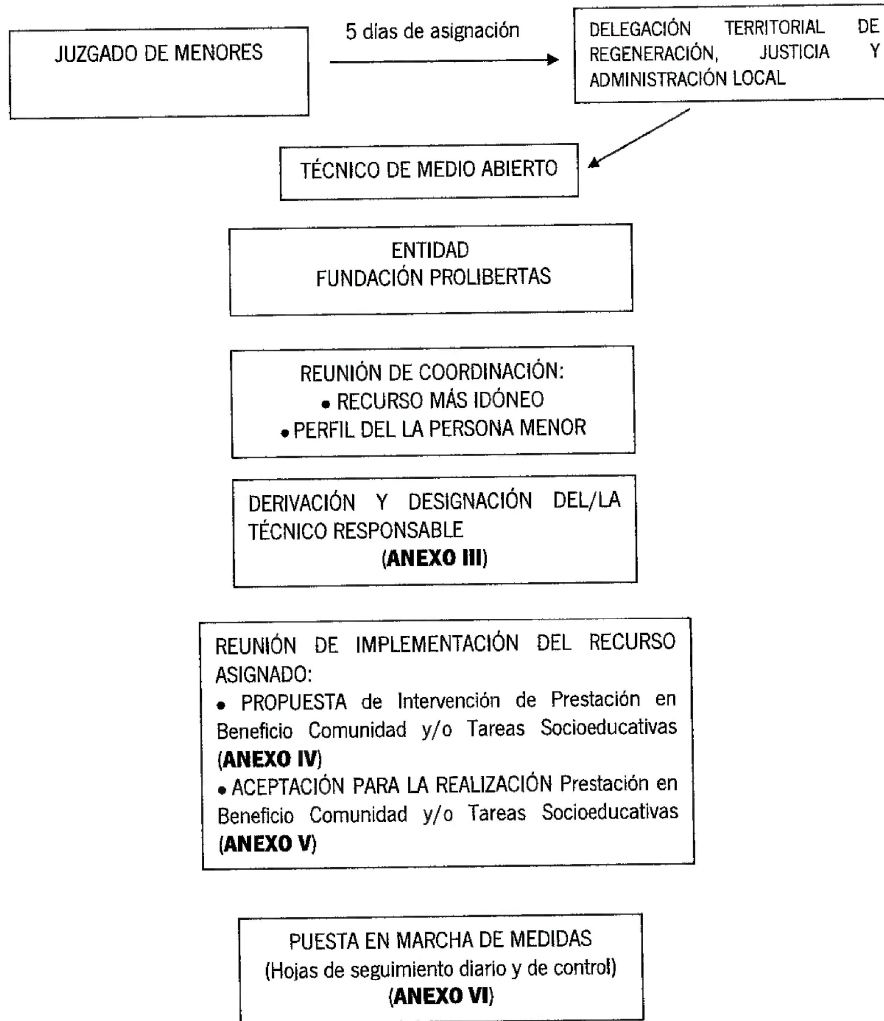 JUZGADO DE MENORES
5 días de asignación
DELEGACIÓN TERRITORIAL DE
REGENERACIÓN, JUSTICIA Y
ADMINISTRACIÓN LOCAL
TÉCNICO DE MEDIO ABIERTO
ENTIDAD
FUNDACIÓN PROLIBERTAS
REUNIÓN DE COORDINACIÓN:
• RECURSO MÁS IDÓNEO
• PERFIL DEL LA PERSONA MENOR
DERIVACIÓN Y DESIGNACIÓN DEL/LA
TÉCNICO RESPONSABLE
(ANEXO III)
REUNIÓN DE IMPLEMENTACIÓN DEL RECURSO
ASIGNADO:
• PROPUESTA de Intervención de Prestación en
Beneficio Comunidad y/o Tareas Socioeducativas
(ANEXO IV)
• ACEPTACIÓN PARA LA REALIZACIÓN Prestación en
Beneficio Comunidad y/o Tareas Socioeducativas
(ANEXO V)
PUESTA EN MARCHA DE MEDIDAS
(Hojas de seguimiento diario y de control)
(ANEXO VI)